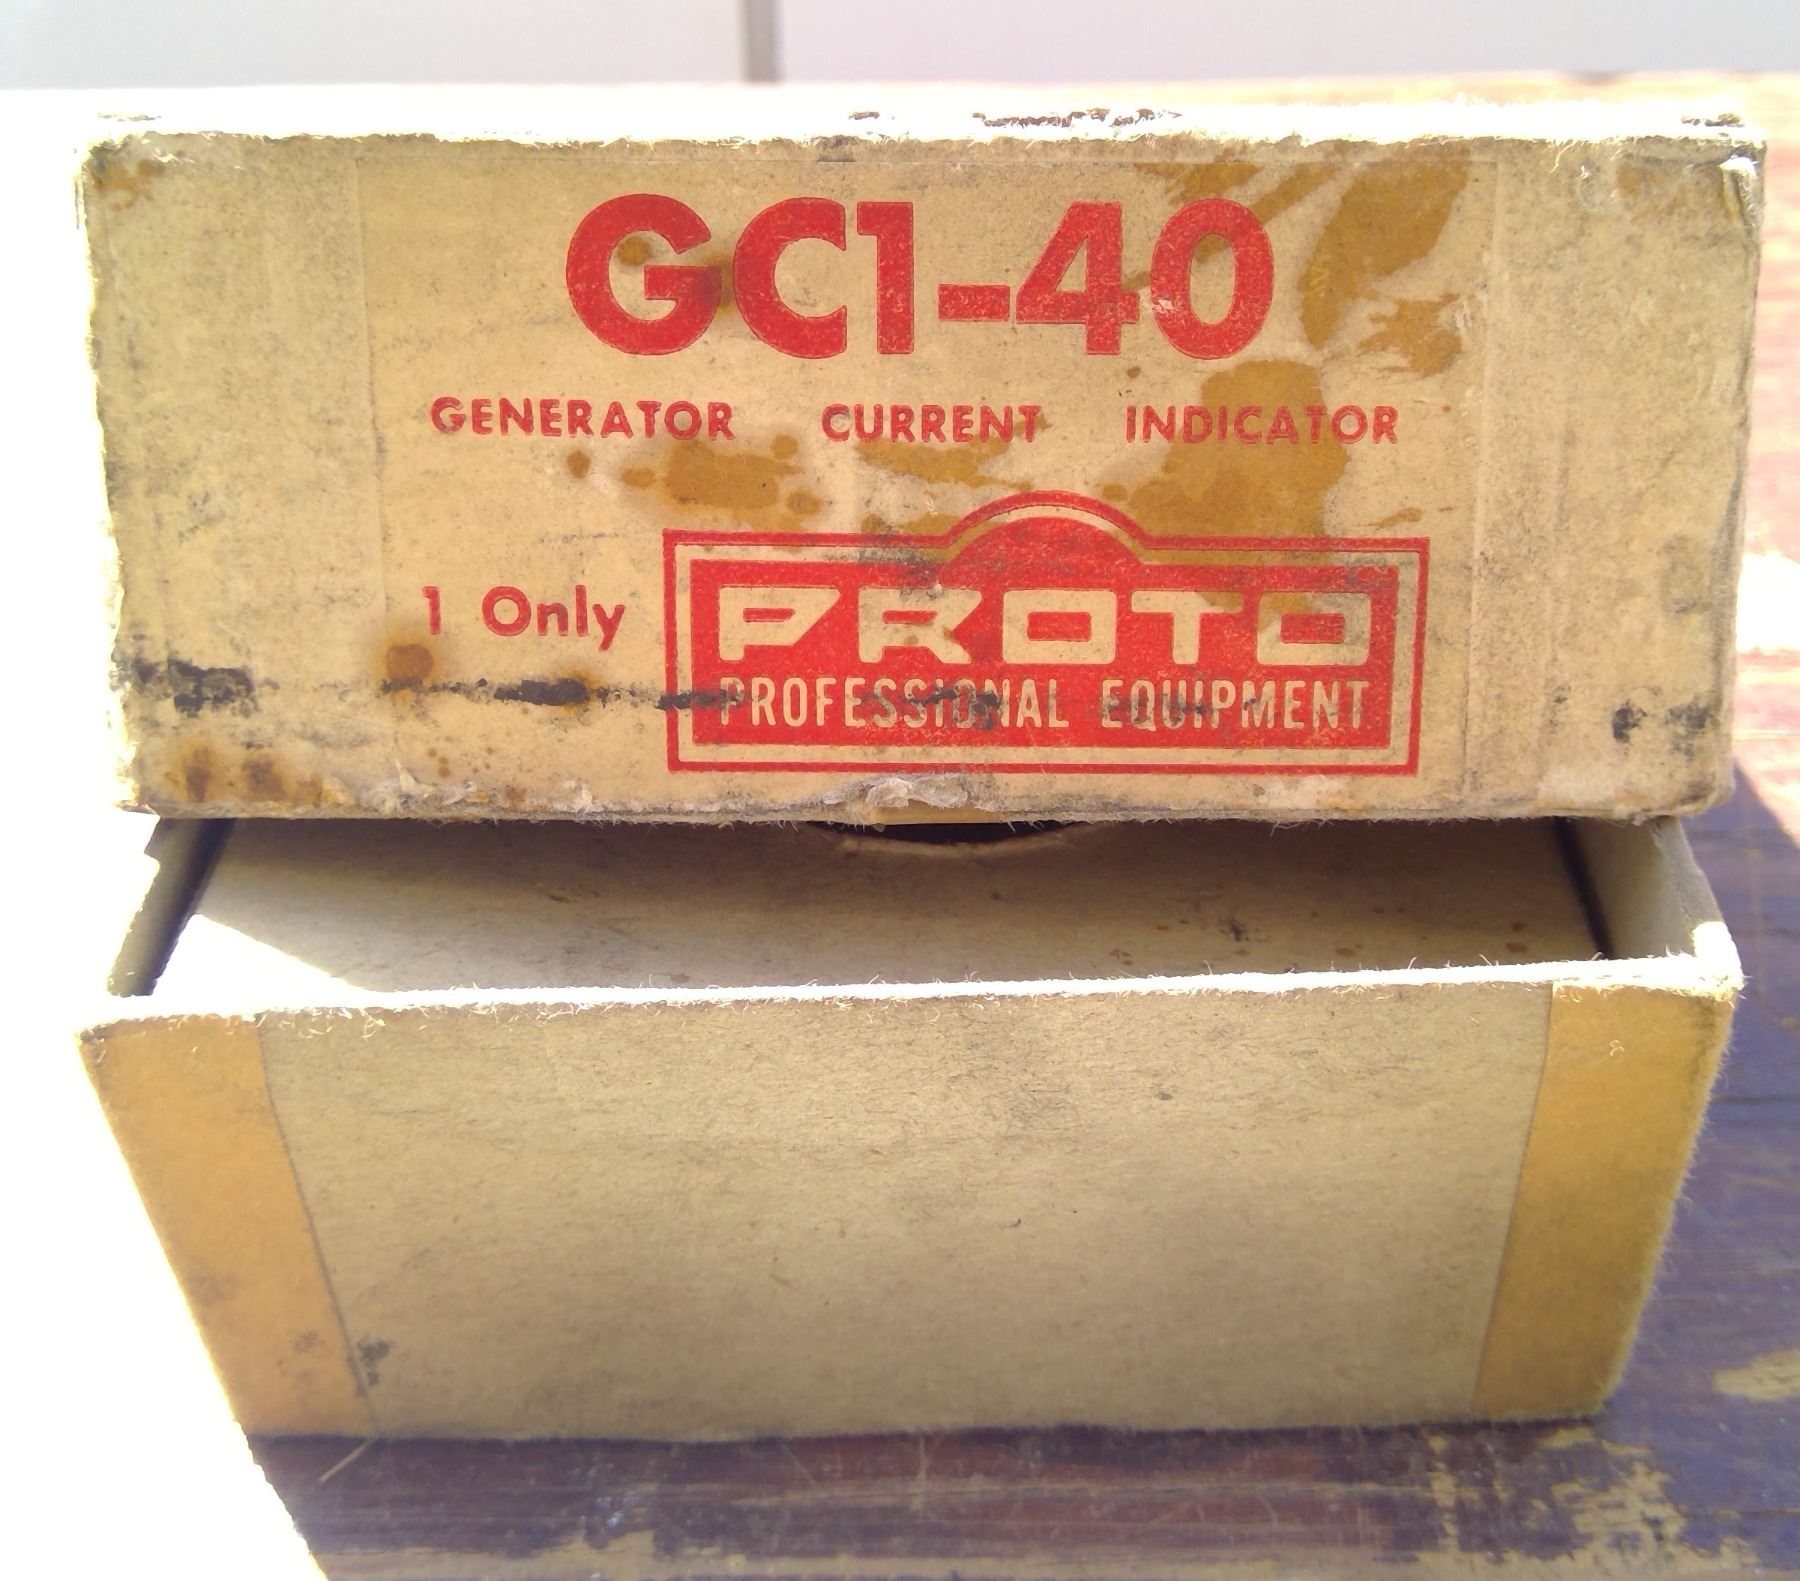 GC1-40
GENERATOR CURRENT INDICATOR
1 Only
PROTO
PROFESSIONAL EQUIPMENT